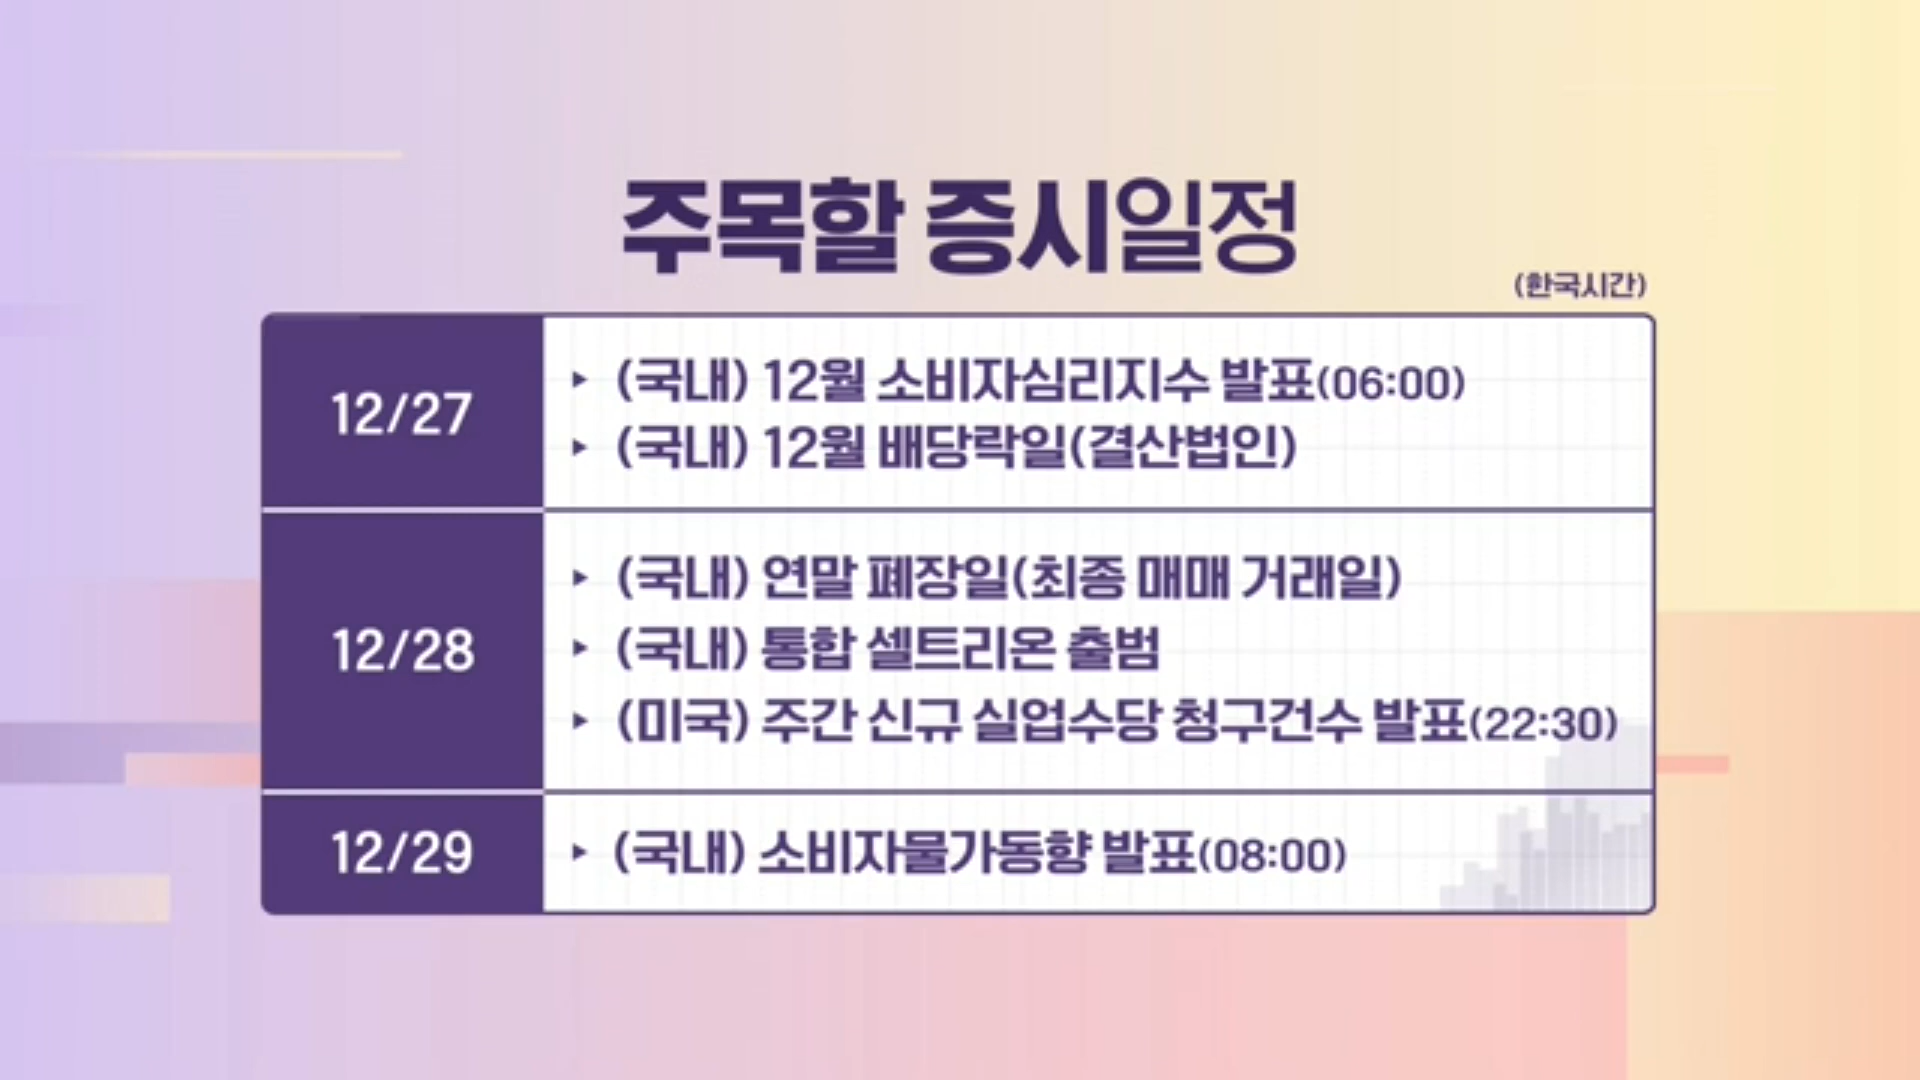 주목할 증시일정
(한국시간)
12/27
▸ (국내) 12월 소비자심리지수 발표(06:00)
▸ (국내) 12월 배당락일(결산법인)
12/28
▸ (국내) 연말 폐장일(최종 매매 거래일)
▸ (국내) 통합 셀트리온 출범
▸ (미국) 주간 신규 실업수당 청구건수 발표(22:30)
12/29
▸ (국내) 소비자물가동향 발표(08:00)